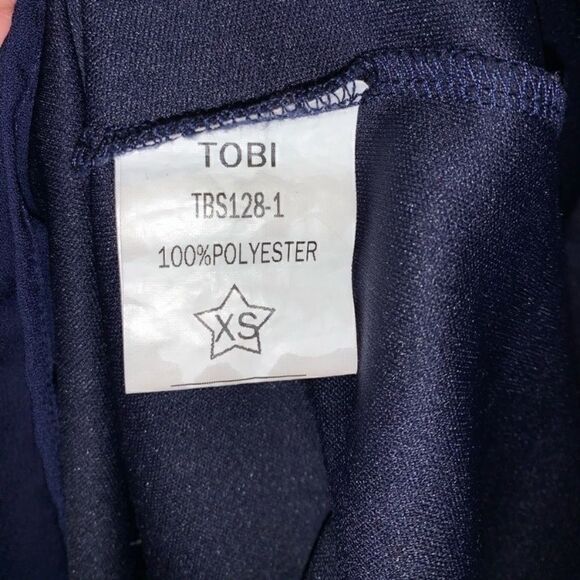 TOBI
TBS128-1
100%POLYESTER
XS